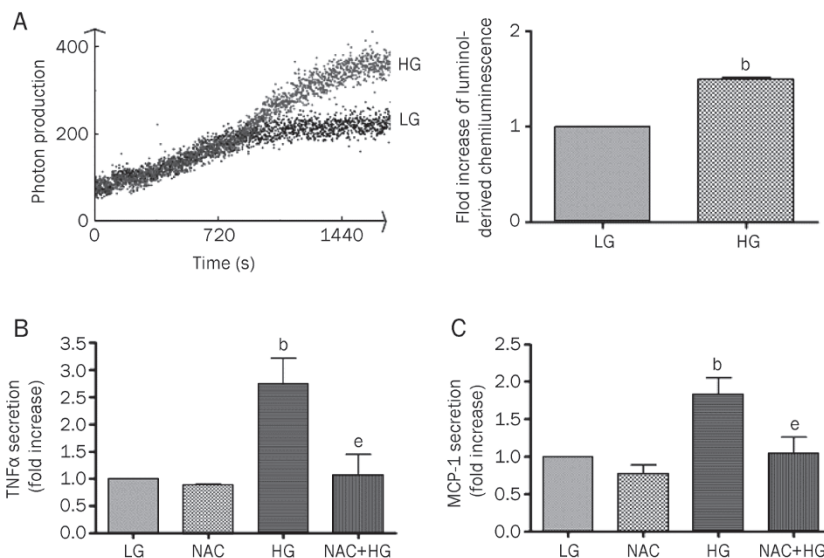 A
400
200
0
Photon production
HG
LG
0
720
1440
Time (s)
2
1
0
Flod increase of luminol-
derived chemiluminescence
b
LG
HG
B
3.5
3.0
2.5
2.0
1.5
1.0
0.5
0.0
TNFα secretion
(fold increase)
b
e
LG
NAC
HG
NAC+HG
C
2.5
2.0
1.5
1.0
0.5
0.0
MCP-1 secretion
(fold increase)
b
e
LG
NAC
HG
NAC+HG